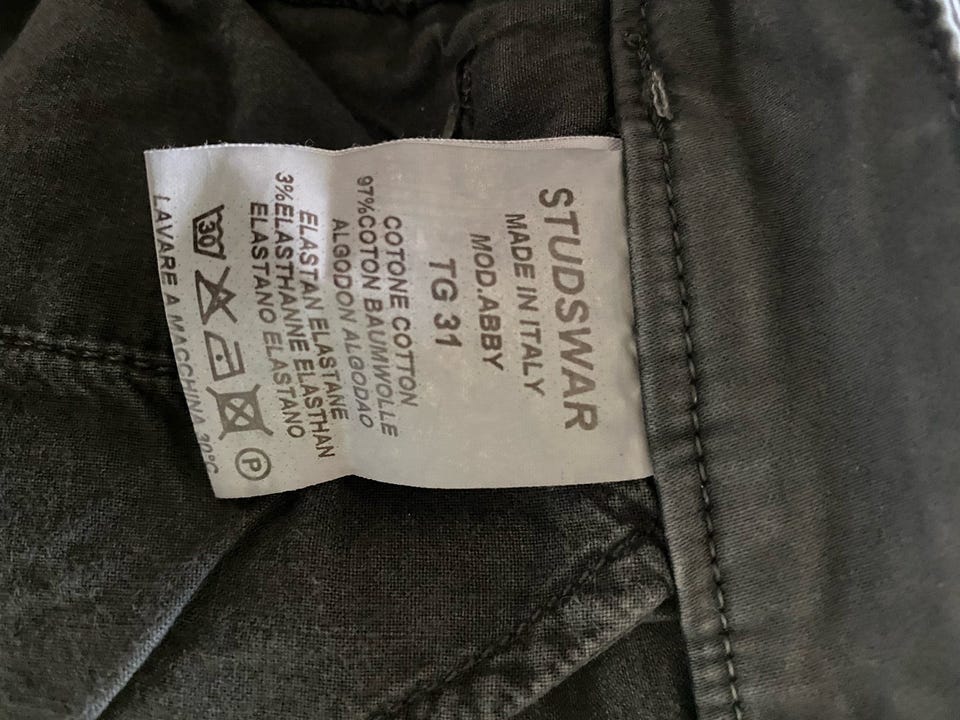 STUDSWAR
MADE IN ITALY
MOD.ABBY
TG 31
COTONE COTTON
97%COTON BAUMWOLLE
ALGODON ALGODAO
ELASTAN ELASTANE
3%ELASTHANNE ELASTHAN
ELASTANO ELASTANO
30 P
LAVARE A MACCHINA 30°C